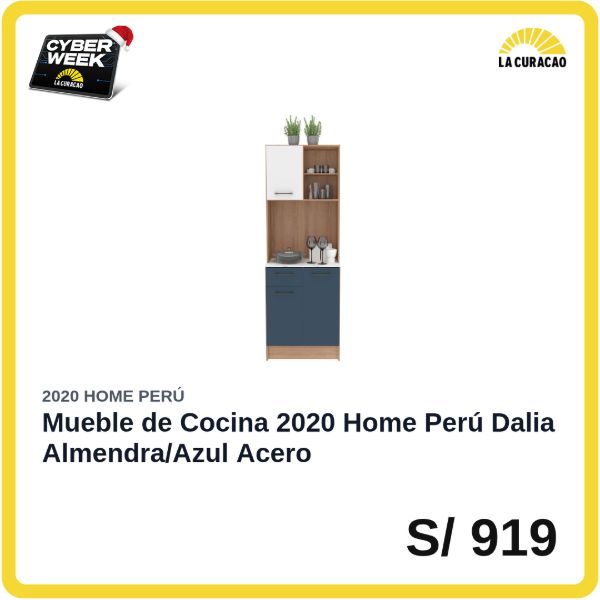 CYBER
WEEK
LA CURACAO
LA CURACAO
2020 HOME PERÚ
Mueble de Cocina 2020 Home Perú Dalia
Almendra/Azul Acero
S/ 919